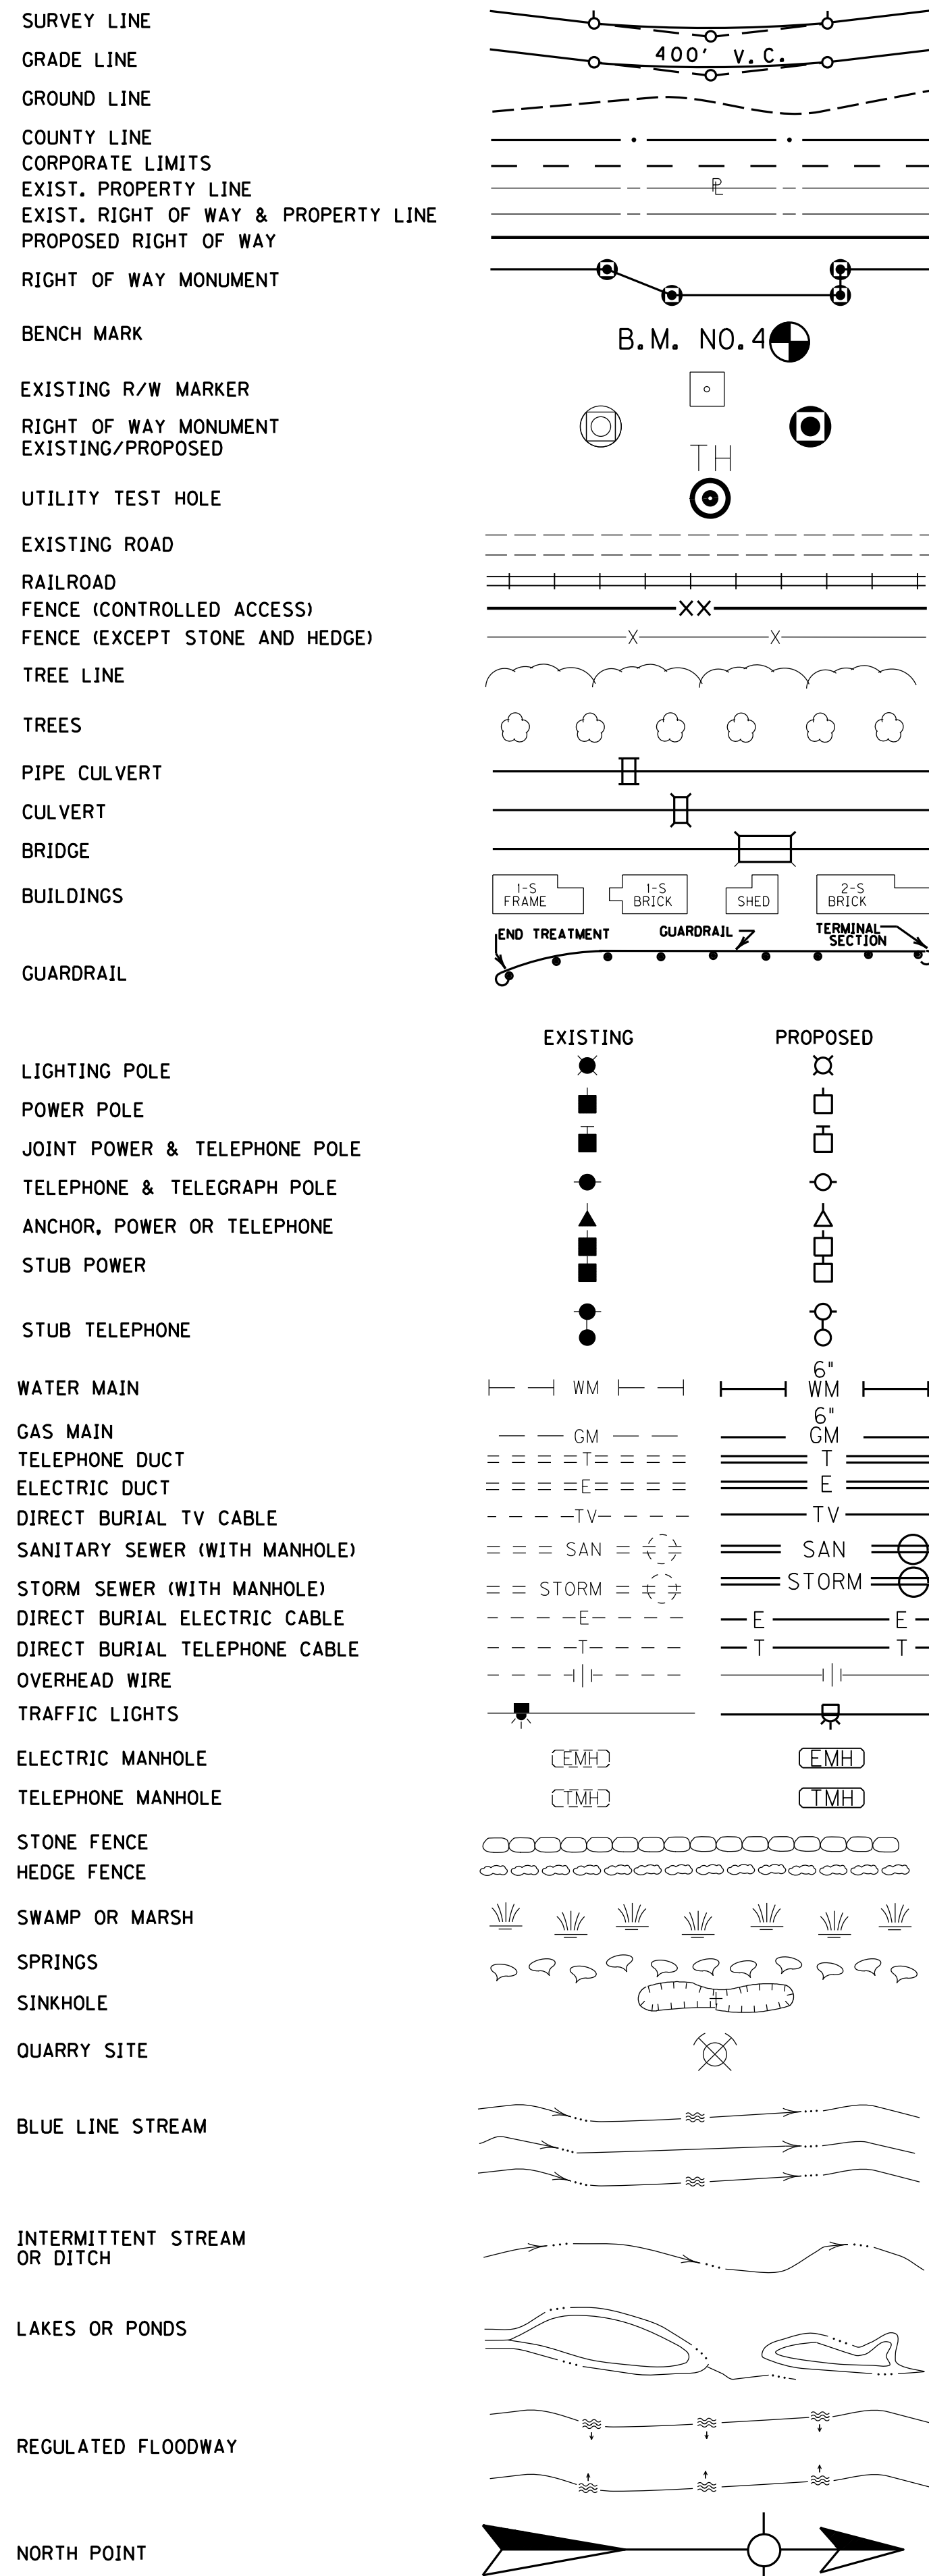 SURVEY LINE
GRADE LINE 400' V.C.
GROUND LINE
COUNTY LINE
CORPORATE LIMITS
EXIST. PROPERTY LINE PL
EXIST. RIGHT OF WAY & PROPERTY LINE
PROPOSED RIGHT OF WAY
RIGHT OF WAY MONUMENT
BENCH MARK B.M. NO. 4
EXISTING R/W MARKER
RIGHT OF WAY MONUMENT
EXISTING/PROPOSED
TH
UTILITY TEST HOLE
EXISTING ROAD
RAILROAD
FENCE (CONTROLLED ACCESS) XX
FENCE (EXCEPT STONE AND HEDGE) X X
TREE LINE
TREES
PIPE CULVERT
CULVERT
BRIDGE
BUILDINGS
1-S FRAME
1-S BRICK
SHED
2-S BRICK
END TREATMENT GUARDRAIL TERMINAL SECTION
GUARDRAIL
EXISTING PROPOSED
LIGHTING POLE
POWER POLE
JOINT POWER & TELEPHONE POLE
TELEPHONE & TELEGRAPH POLE
ANCHOR, POWER OR TELEPHONE
STUB POWER
STUB TELEPHONE
6"
WATER MAIN WM WM
6"
GAS MAIN GM GM
TELEPHONE DUCT T T
ELECTRIC DUCT E E
DIRECT BURIAL TV CABLE TV TV
SANITARY SEWER (WITH MANHOLE) SAN SAN
STORM SEWER (WITH MANHOLE) STORM STORM
DIRECT BURIAL ELECTRIC CABLE E E E
DIRECT BURIAL TELEPHONE CABLE T T T
OVERHEAD WIRE
TRAFFIC LIGHTS
ELECTRIC MANHOLE EMH EMH
TELEPHONE MANHOLE TMH TMH
STONE FENCE
HEDGE FENCE
SWAMP OR MARSH
SPRINGS
SINKHOLE
QUARRY SITE
BLUE LINE STREAM
INTERMITTENT STREAM
OR DITCH
LAKES OR PONDS
REGULATED FLOODWAY
NORTH POINT